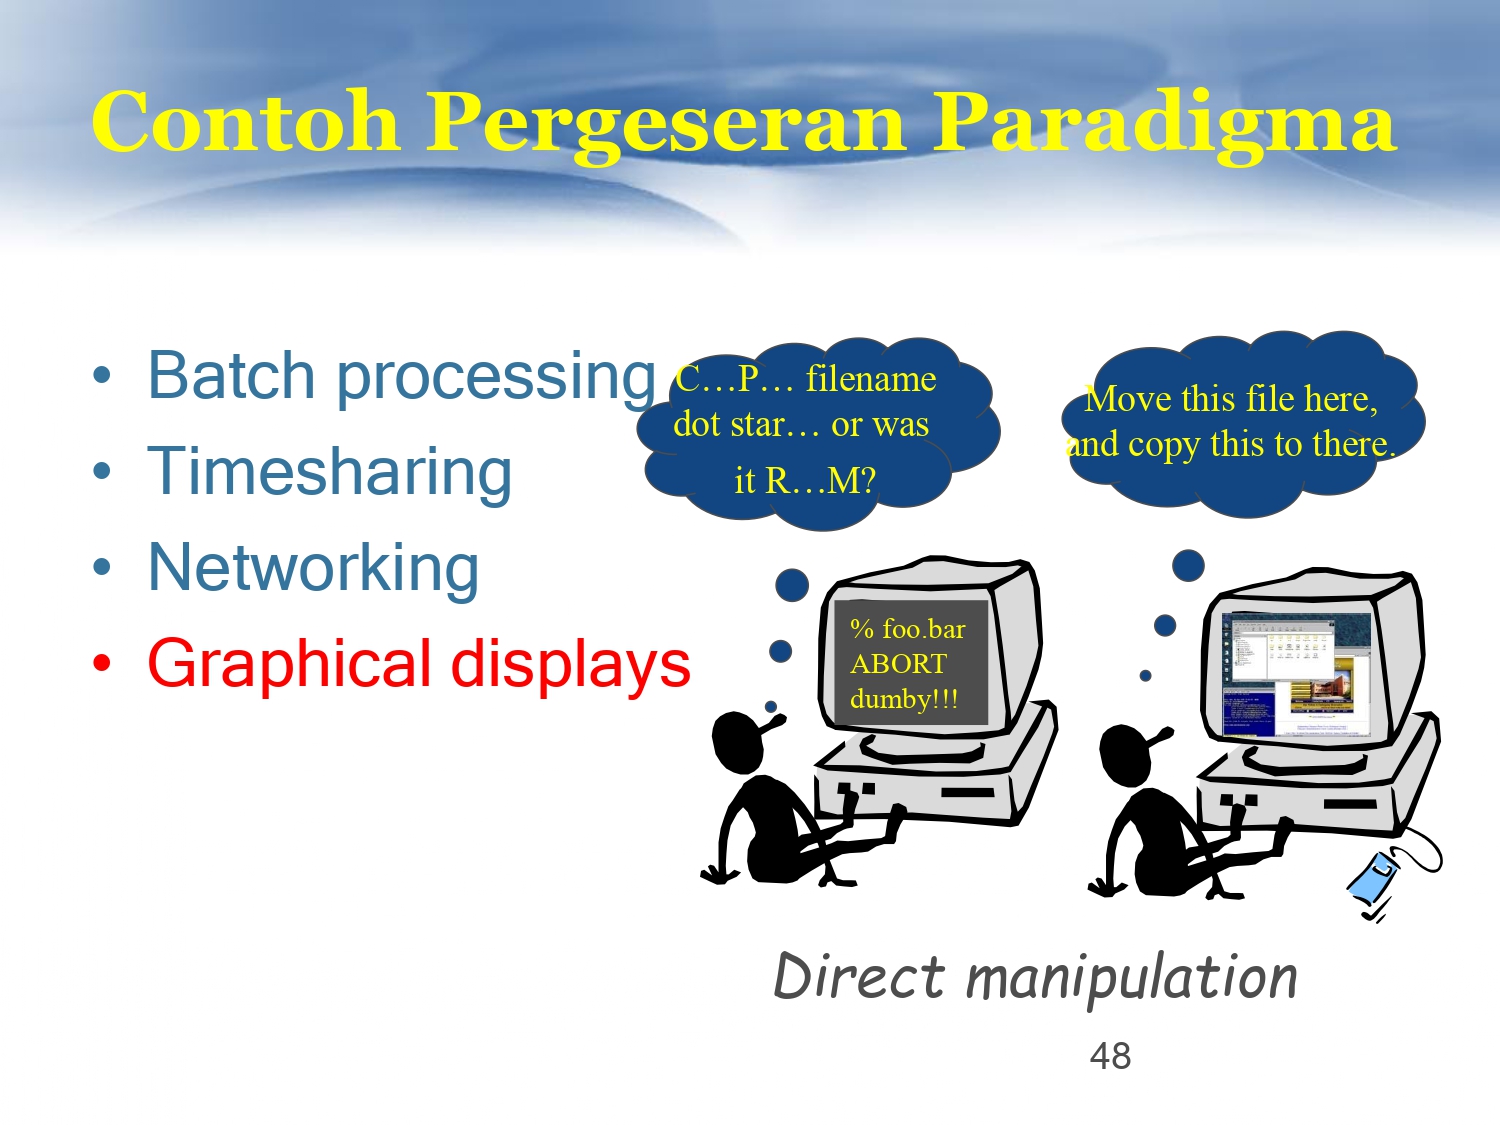 Contoh Pergeseran Paradigma
• Batch processing
• Timesharing
• Networking
• Graphical displays
C…P… filename
dot star… or was
it R…M?
Move this file here,
and copy this to there.
% foo.bar
ABORT
dumby!!!
Direct manipulation
48